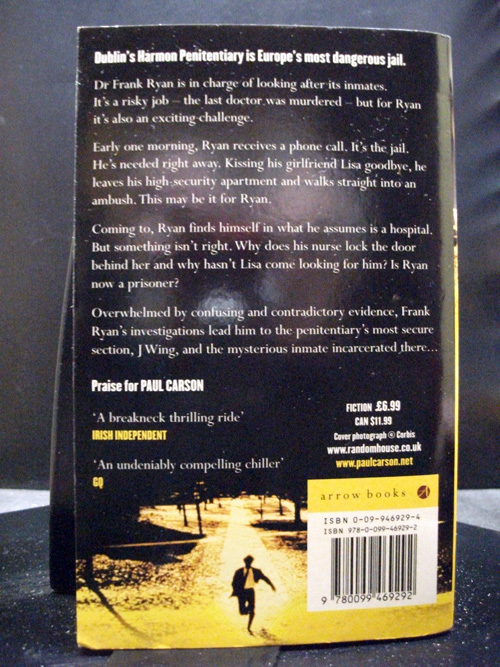 Dublin's Harmon Penitentiary is Europe's most dangerous jail.
Dr Frank Ryan is in charge of looking after its inmates.
It's a risky job – the last doctor was murdered – but for Ryan
it's also an exciting challenge.
Early one morning, Ryan receives a phone call. It's the jail.
He's needed right away. Kissing his girlfriend Lisa goodbye, he
leaves his high-security apartment and walks straight into an
ambush. This may be it for Ryan.
Coming to, Ryan finds himself in what he assumes is a hospital.
But something isn't right. Why does his nurse lock the door
behind her and why hasn't Lisa come looking for him? Is Ryan
now a prisoner?
Overwhelmed by confusing and contradictory evidence, Frank
Ryan's investigations lead him to the penitentiary's most secure
section, J Wing, and the mysterious inmate incarcerated there...
Praise for PAUL CARSON
'A breakneck thrilling ride'
IRISH INDEPENDENT
'An undeniably compelling chiller'
GQ
FICTION £6.99
CAN $11.99
Cover photograph © Corbis
www.randomhouse.co.uk
www.paulcarson.net
arrow books
ISBN 0-09-946929-4
ISBN 978-0-099-46929-2
9 780099 469292